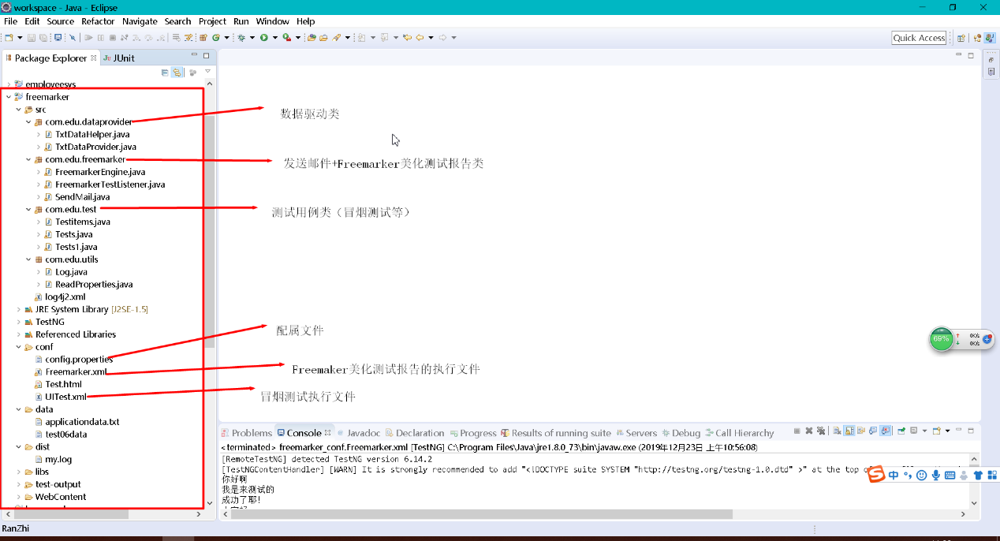 workspace - Java - Eclipse
File Edit Source Refactor Navigate Search Project Run Window Help
Quick Access
Package Explorer JUnit
employeesys
freemarker
src
com.edu.dataprovider
数据驱动类
TxtDataHelper.java
TxtDataProvider.java
com.edu.freemarker
发送邮件+Freemarker美化测试报告类
FreemarkerEngine.java
FreemarkerTestListener.java
SendMail.java
com.edu.test
测试用例类（冒烟测试等）
Testitems.java
Tests.java
Tests1.java
com.edu.utils
Log.java
ReadProperties.java
log4j2.xml
JRE System Library [J2SE-1.5]
TestNG
Referenced Libraries
conf
配属文件
config.properties
Freemarker.xml
Freemaker美化测试报告的执行文件
Test.html
UITest.xml
冒烟测试执行文件
data
applicationdata.txt
test06data
dist
my.log
libs
test-output
WebContent
69%
0K/s
0K/s
Problems Console Javadoc Declaration Progress Results of running suite Servers Debug Call Hierarchy
<terminated> freemarker_conf.Freemarker.xml [TestNG] C:\Program Files\Java\jre1.8.0_73\bin\javaw.exe (2019年12月23日 上午10:56:08)
[RemoteTestNG] detected TestNG version 6.14.2
[TestNGContentHandler] [WARN] It is strongly recommended to add "<!DOCTYPE suite SYSTEM "http://testng.org/testng-1.0.dtd" >" at the top of
你好啊
我是来测试的
成功了耶!
中
RanZhi